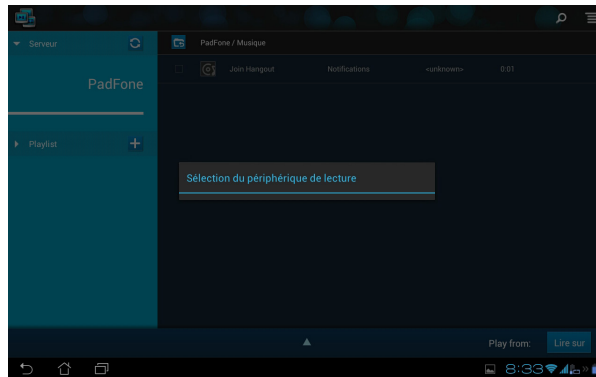 Serveur
PadFone / Musique
Join Hangout Notifications <unknown> 0:01
PadFone
Playlist
Sélection du périphérique de lecture
Play from: Lire sur
8:33